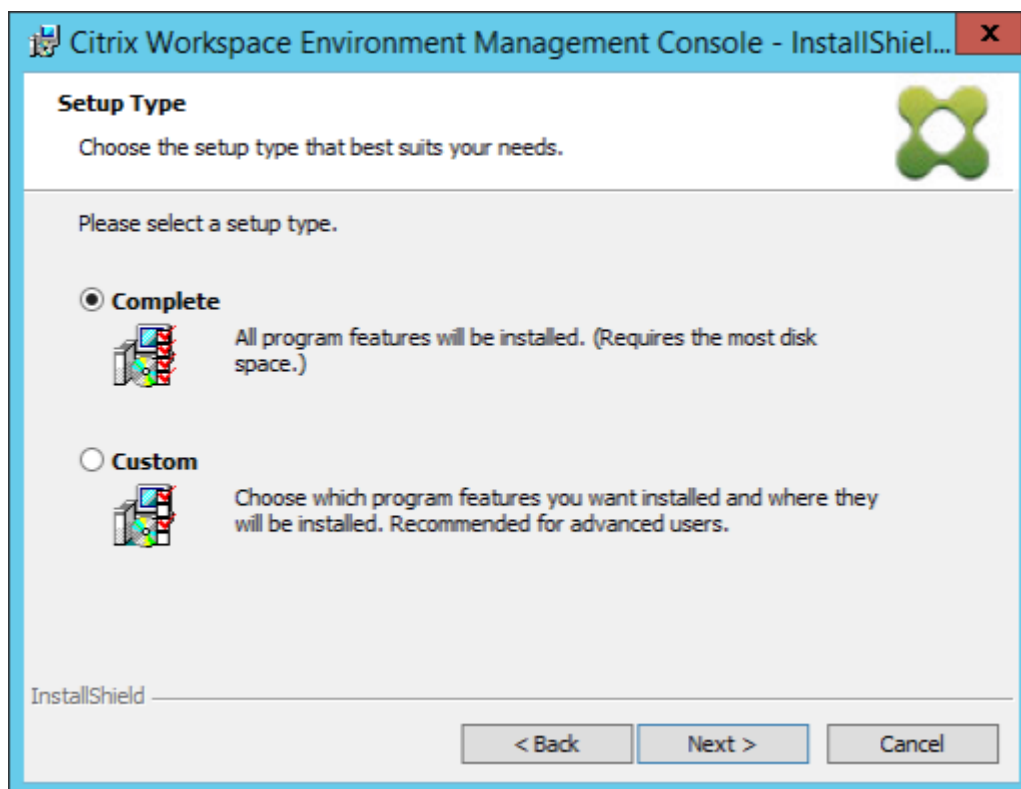 Citrix Workspace Environment Management Console - InstallShiel...
x
Setup Type
Choose the setup type that best suits your needs.
Please select a setup type.
Complete
All program features will be installed. (Requires the most disk
space.)
Custom
Choose which program features you want installed and where they
will be installed. Recommended for advanced users.
InstallShield
< Back
Next >
Cancel